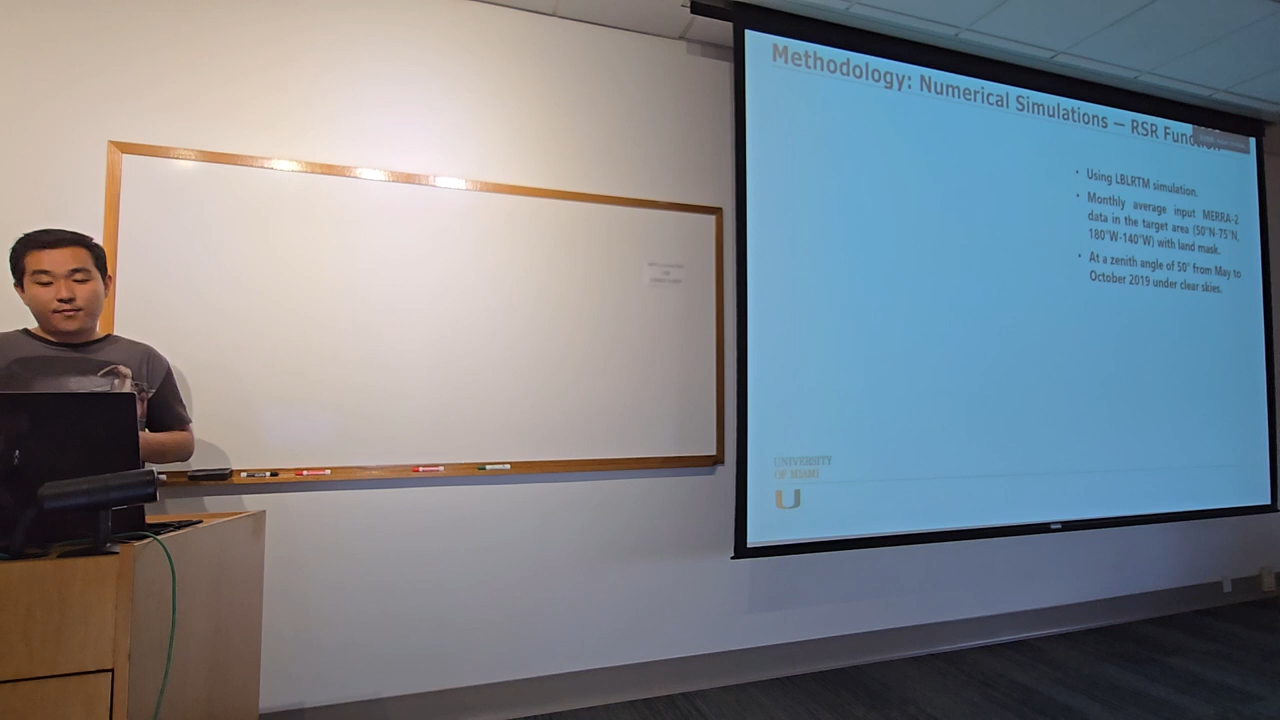 Methodology: Numerical Simulations — RSR Function
• Using LBLRTM simulation.
• Monthly average input MERRA-2
data in the target area (50°N-75°N,
180°W-140°W) with land mask.
• At a zenith angle of 50° from May to
October 2019 under clear skies.
UNIVERSITY
OF MIAMI
U